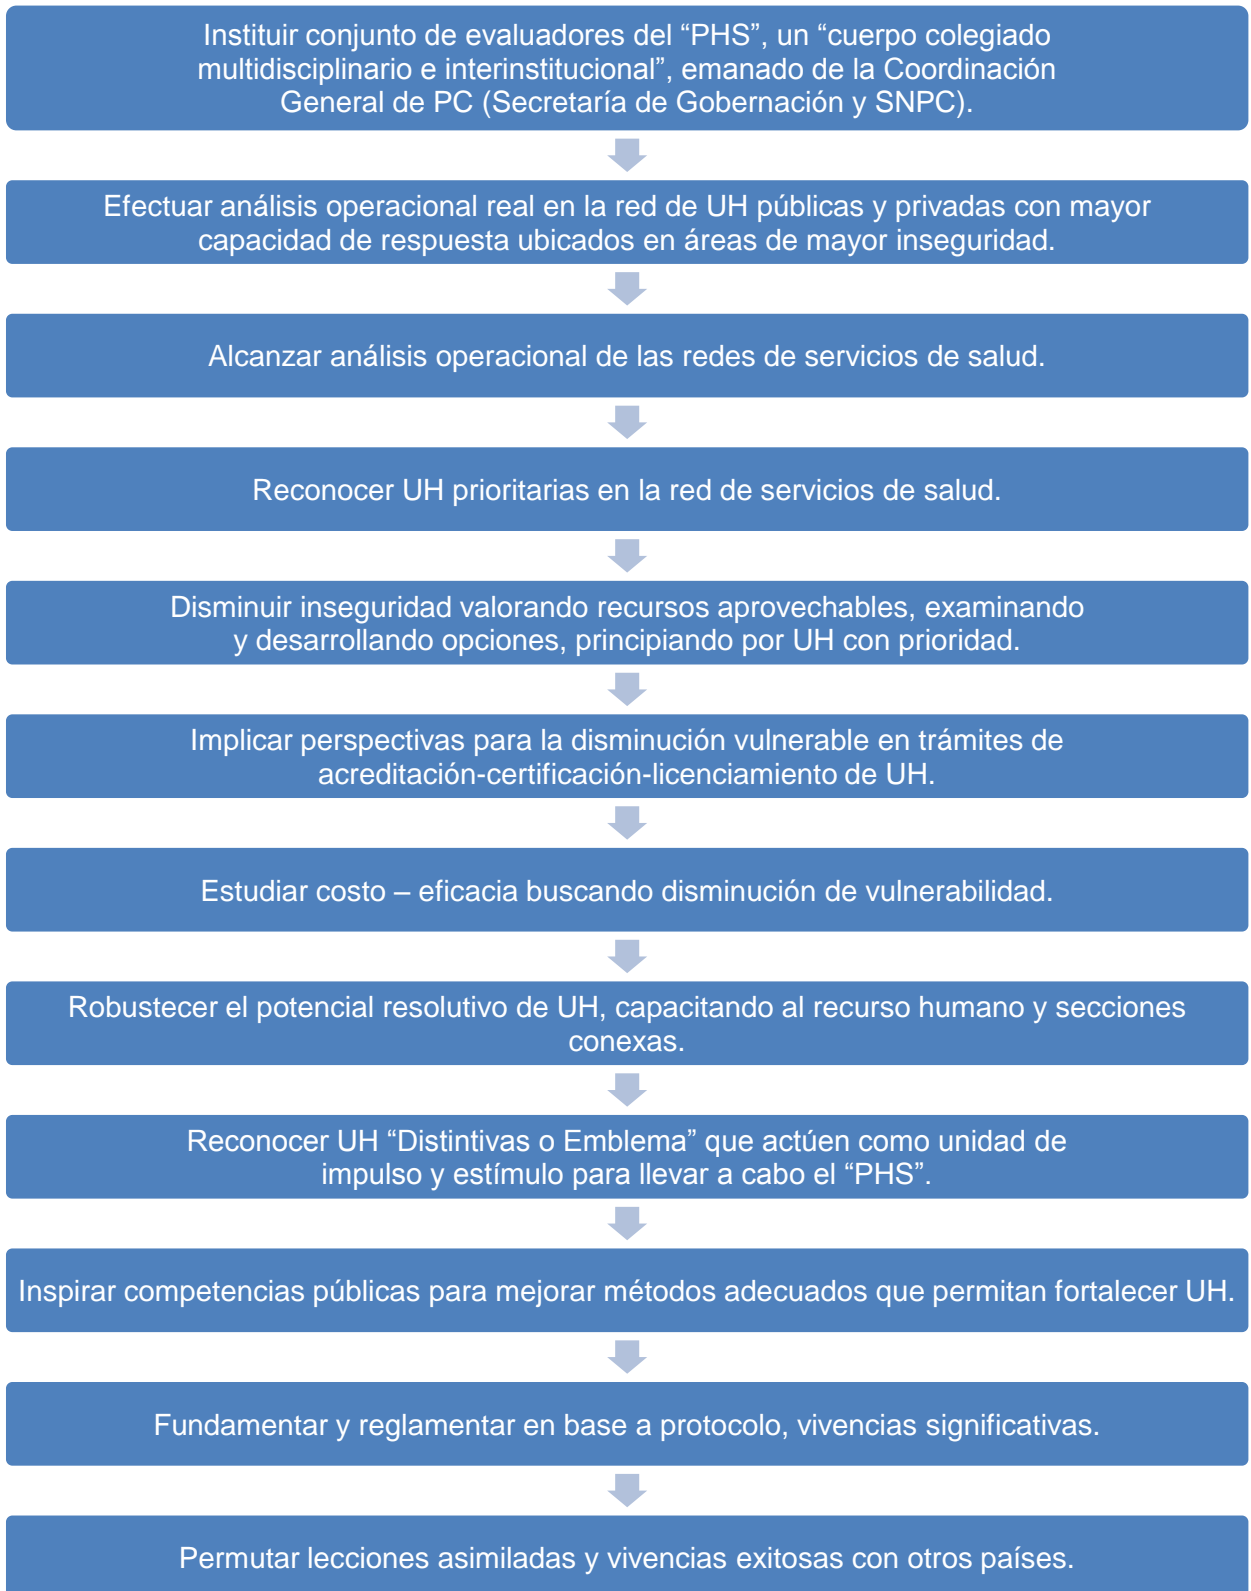 Instituir conjunto de evaluadores del “PHS”, un “cuerpo colegiado
multidisciplinario e interinstitucional”, emanado de la Coordinación
General de PC (Secretaría de Gobernación y SNPC).
Efectuar análisis operacional real en la red de UH públicas y privadas con mayor
capacidad de respuesta ubicados en áreas de mayor inseguridad.
Alcanzar análisis operacional de las redes de servicios de salud.
Reconocer UH prioritarias en la red de servicios de salud.
Disminuir inseguridad valorando recursos aprovechables, examinando
y desarrollando opciones, principiando por UH con prioridad.
Implicar perspectivas para la disminución vulnerable en trámites de
acreditación-certificación-licenciamiento de UH.
Estudiar costo – eficacia buscando disminución de vulnerabilidad.
Robustecer el potencial resolutivo de UH, capacitando al recurso humano y secciones
conexas.
Reconocer UH “Distintivas o Emblema” que actúen como unidad de
impulso y estímulo para llevar a cabo el “PHS”.
Inspirar competencias públicas para mejorar métodos adecuados que permitan fortalecer UH.
Fundamentar y reglamentar en base a protocolo, vivencias significativas.
Permutar lecciones asimiladas y vivencias exitosas con otros países.